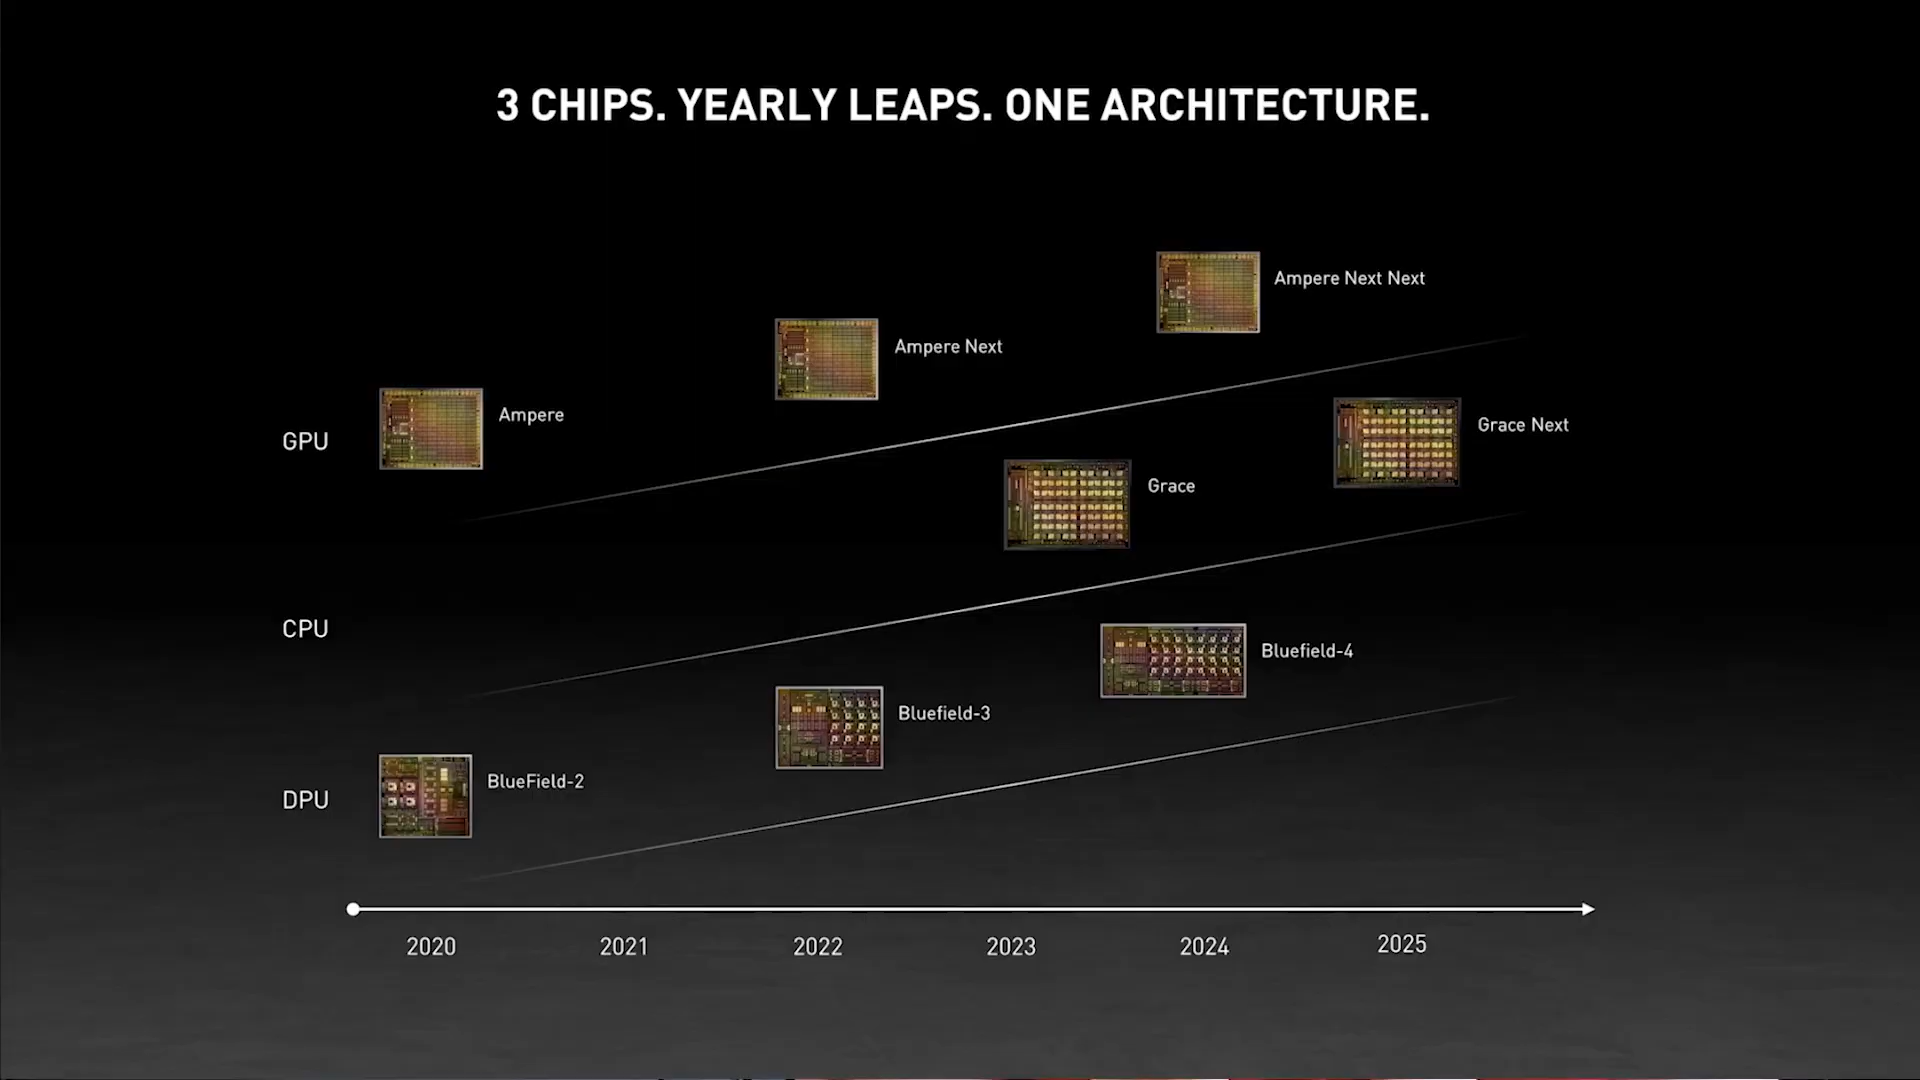 3 CHIPS. YEARLY LEAPS. ONE ARCHITECTURE.
Ampere Next Next
Ampere Next
Ampere
GPU
Grace Next
Grace
CPU
Bluefield-4
Bluefield-3
BlueField-2
DPU
2020 2021 2022 2023 2024 2025